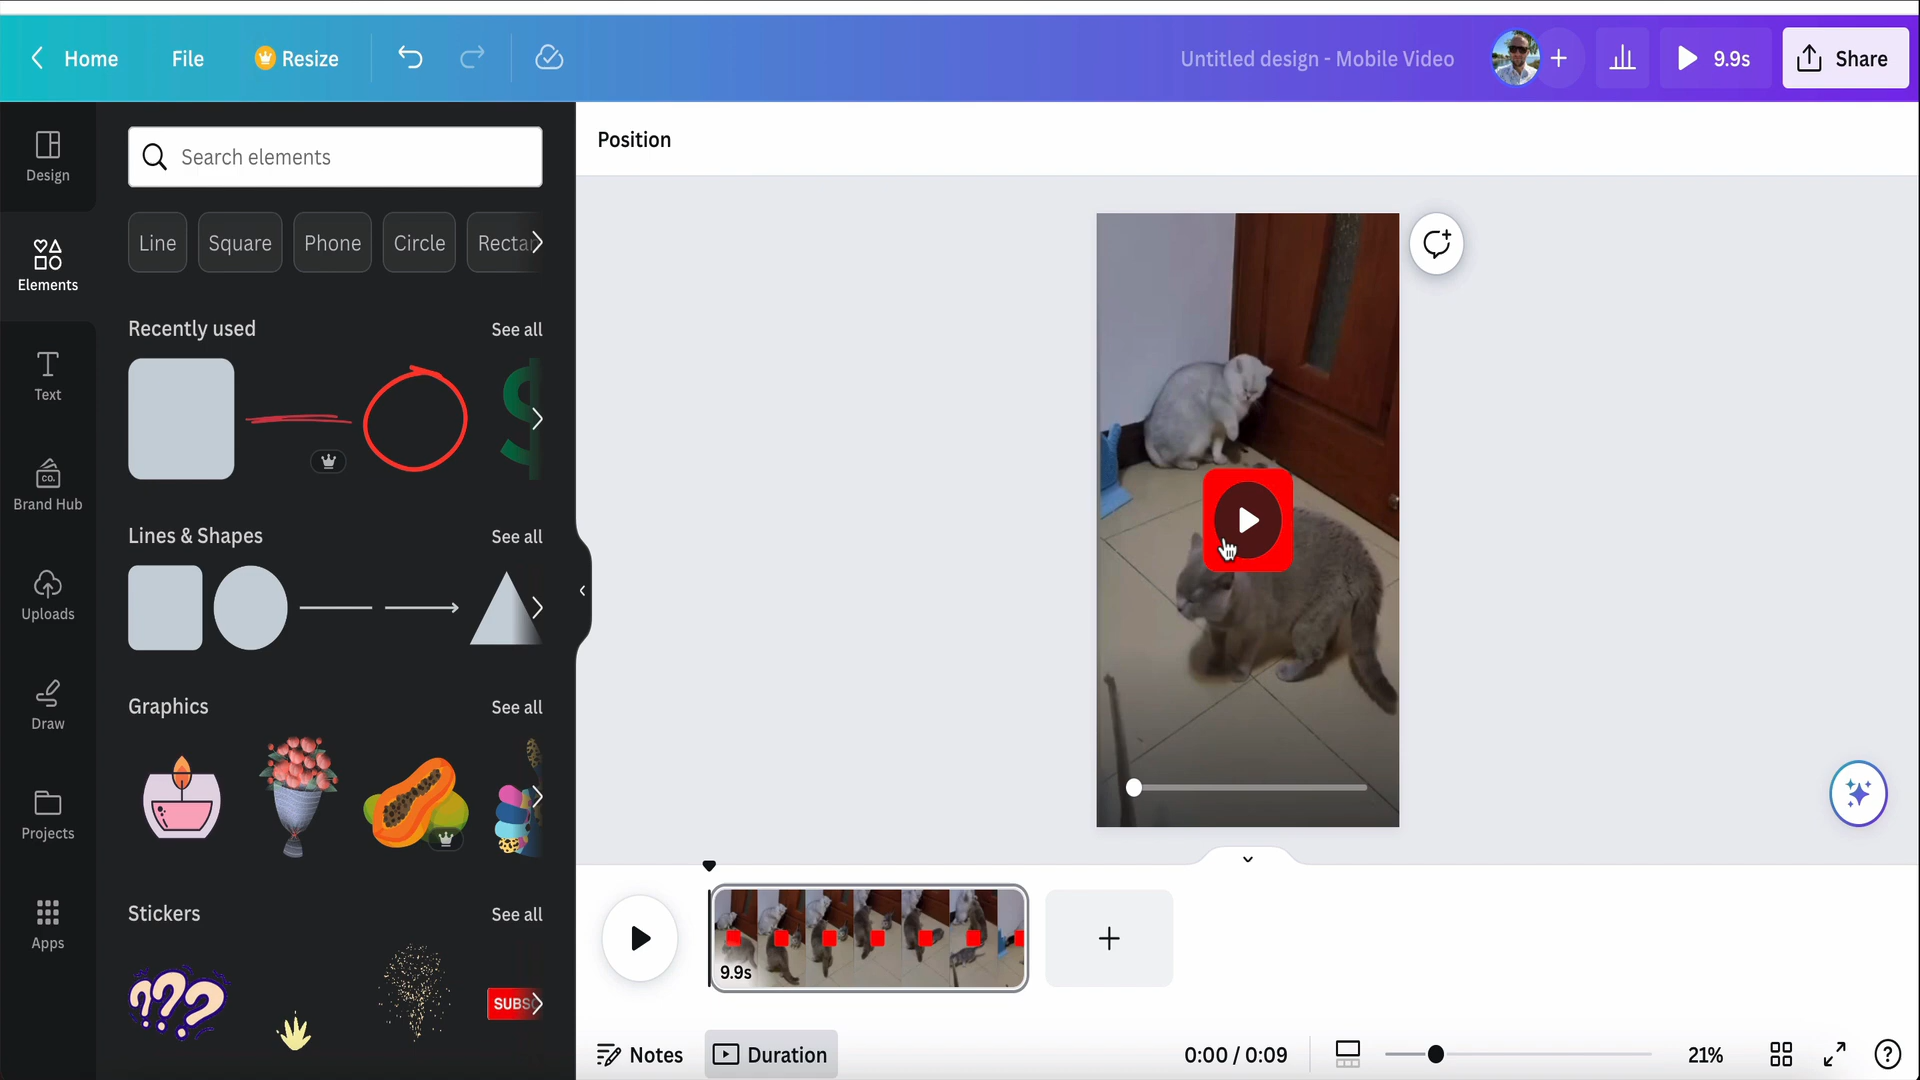 Home File Resize Untitled design - Mobile Video 9.9s Share
Position
Search elements
Design
Line Square Phone Circle
Elements
Recently used See all
Text
Brand Hub
CO.
Lines & Shapes See all
Uploads
Graphics See all
Draw
Projects
Stickers See all
Apps
???
SUBS
9.9s
Notes Duration 0:00 / 0:09 21% ?